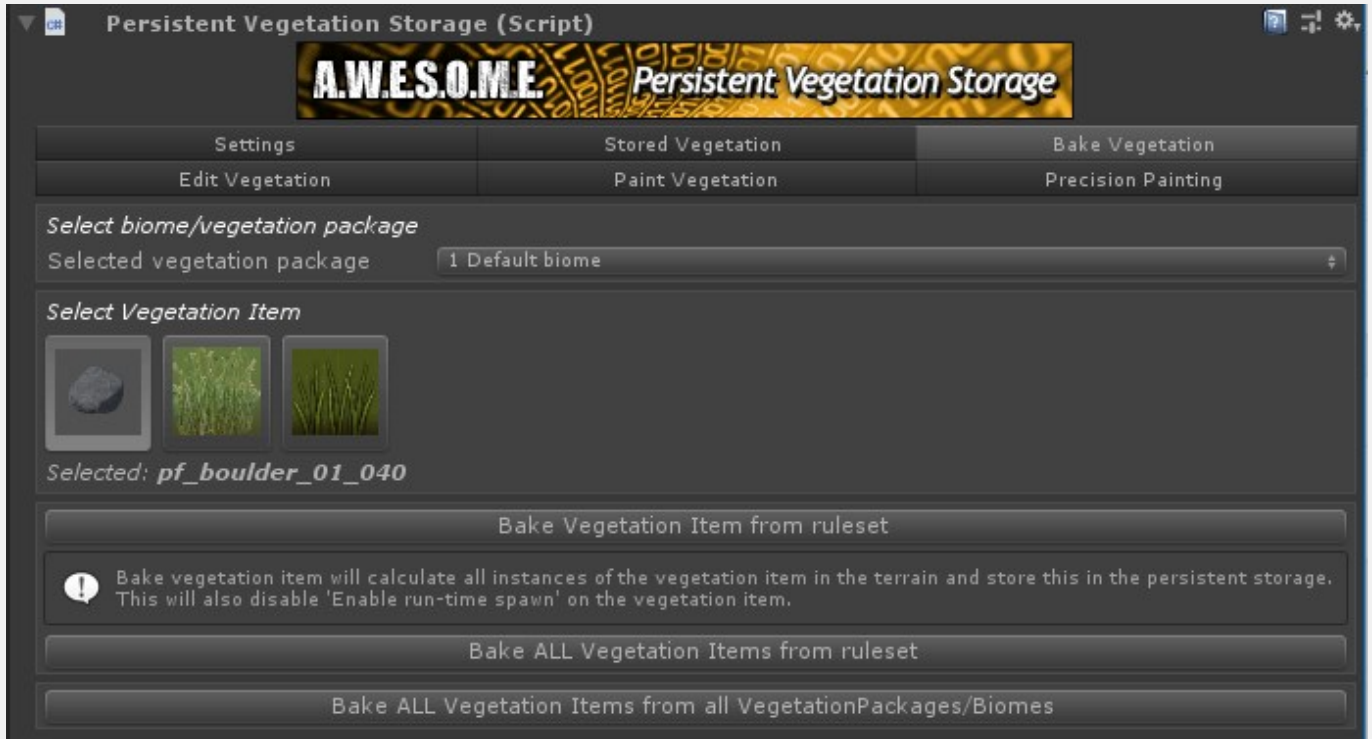 Persistent Vegetation Storage (Script)
A.W.E.S.O.M.E. Persistent Vegetation Storage
Settings Stored Vegetation Bake Vegetation
Edit Vegetation Paint Vegetation Precision Painting
Select biome/vegetation package
Selected vegetation package 1 Default biome
Select Vegetation Item
Selected: pf_boulder_01_040
Bake Vegetation Item from ruleset
Bake vegetation item will calculate all instances of the vegetation item in the terrain and store this in the persistent storage.
This will also disable 'Enable run-time spawn' on the vegetation item.
Bake ALL Vegetation Items from ruleset
Bake ALL Vegetation Items from all VegetationPackages/Biomes